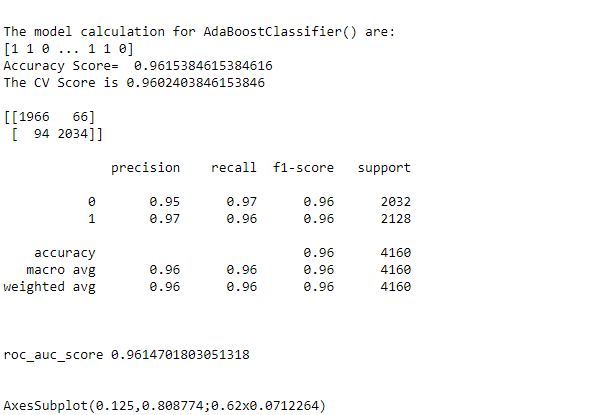 The model calculation for AdaBoostClassifier() are:
[1 1 0 ... 1 1 0]
Accuracy Score=  0.9615384615384616
The CV Score is 0.9602403846153846
[[1966   66]
 [  94 2034]]
              precision    recall  f1-score   support
           0       0.95      0.97      0.96      2032
           1       0.97      0.96      0.96      2128
    accuracy                           0.96      4160
   macro avg       0.96      0.96      0.96      4160
weighted avg       0.96      0.96      0.96      4160
roc_auc_score 0.9614701803051318
AxesSubplot(0.125,0.808774;0.62x0.0712264)